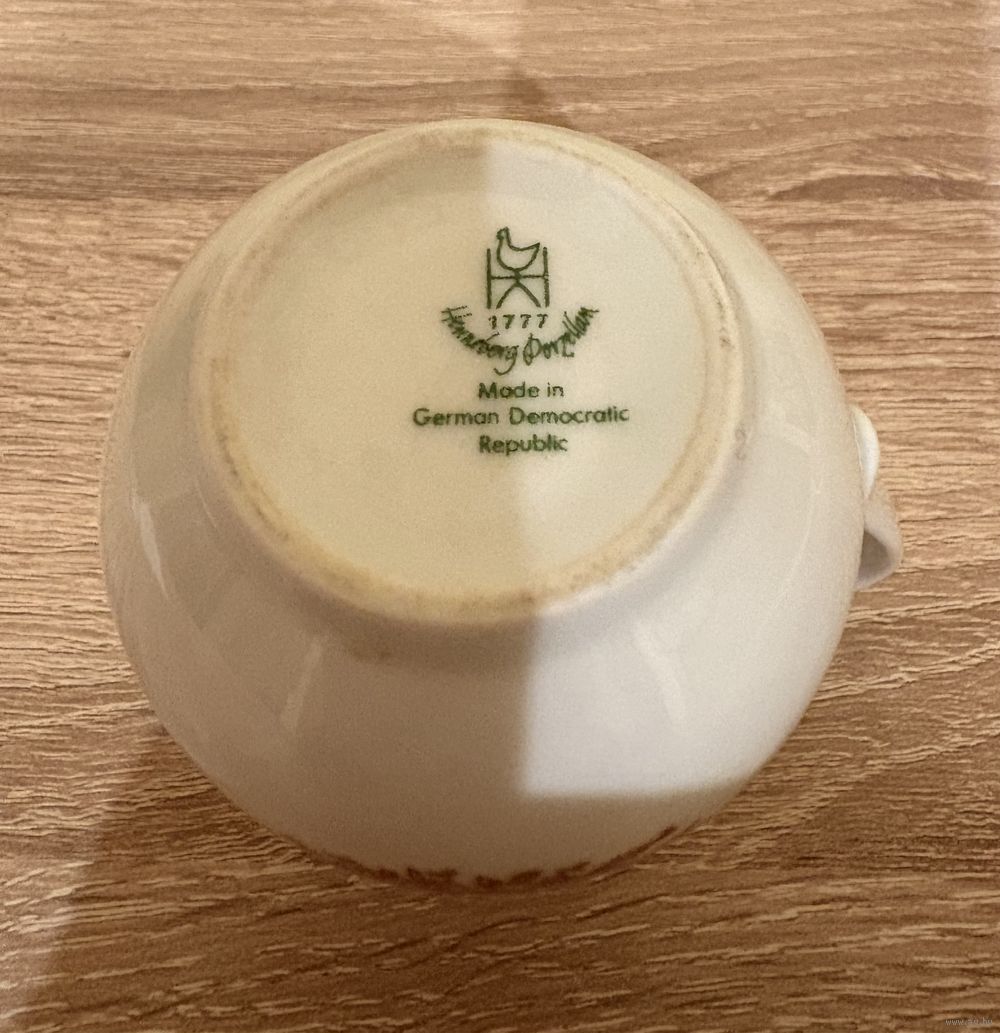 1777
Henneberg Porzellan
Made in
German Democratic
Republic